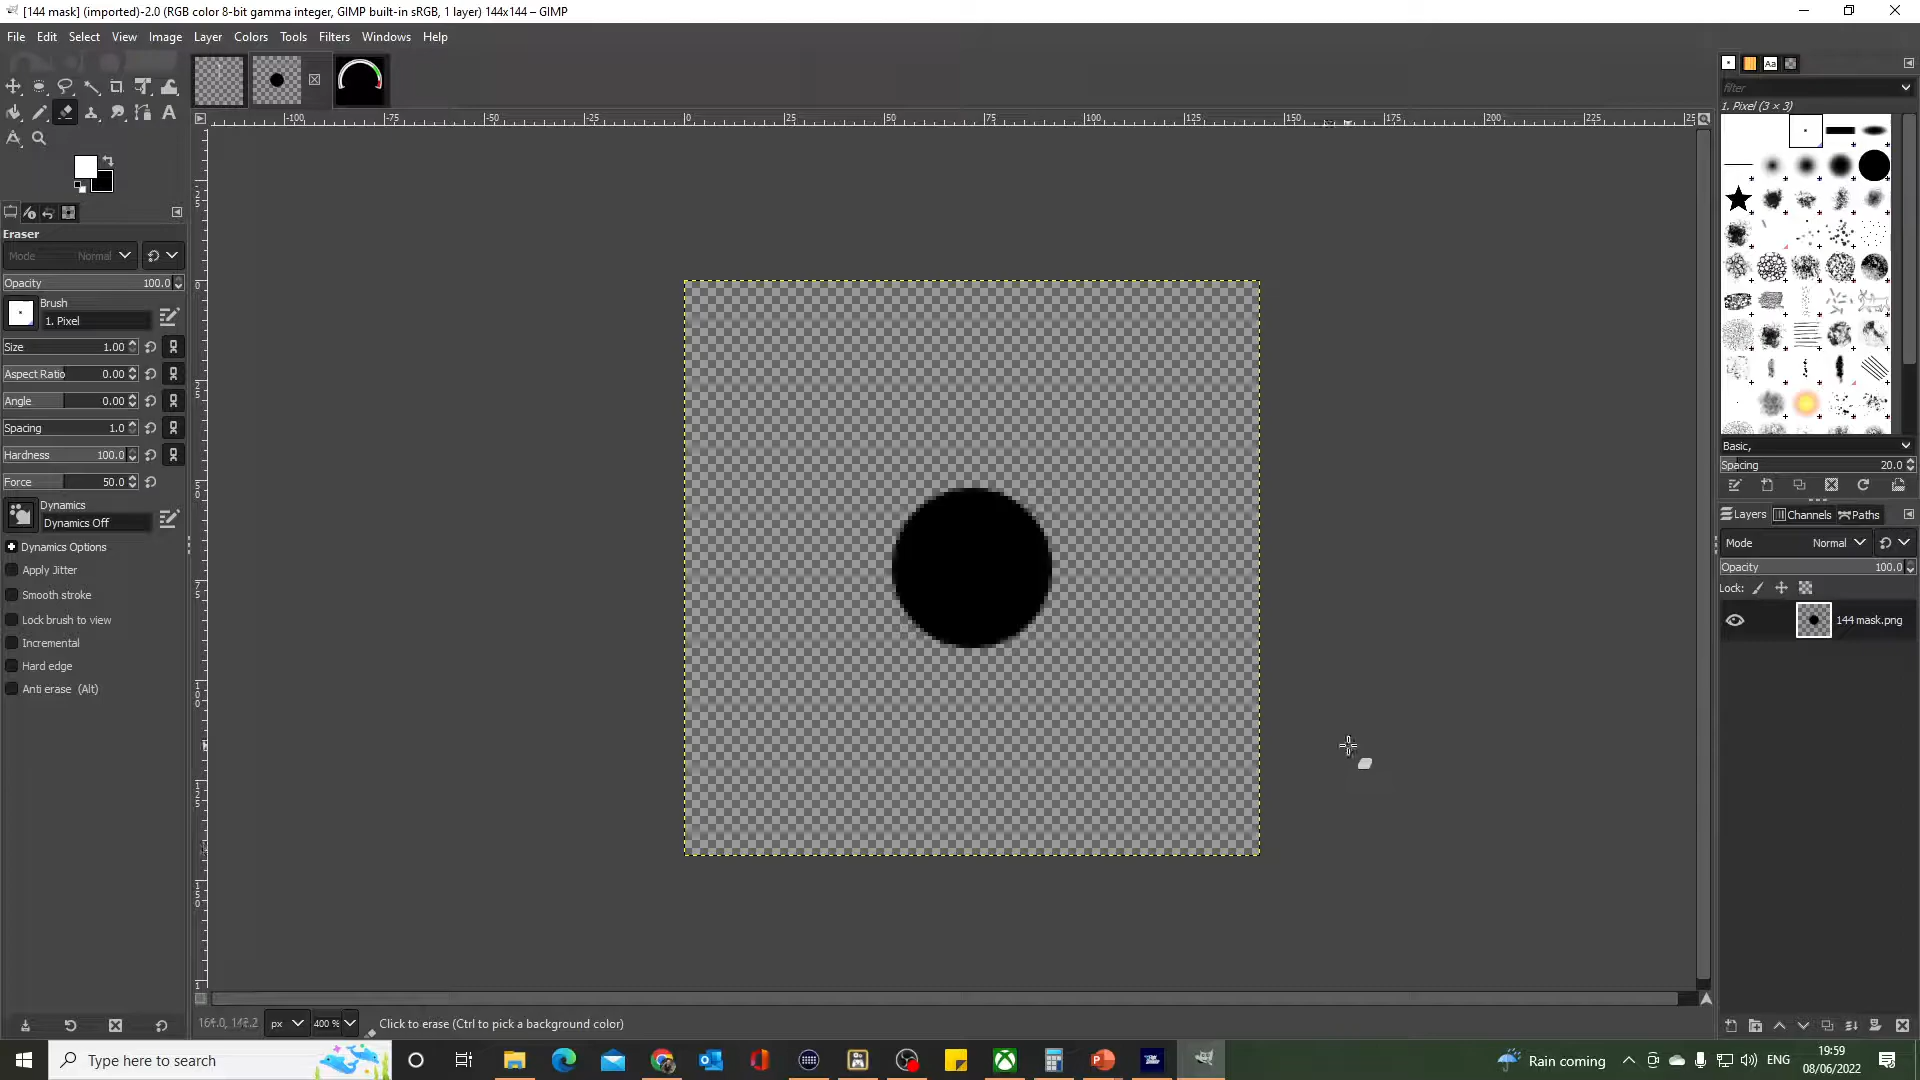 [144 mask] (imported)-2.0 (RGB color 8-bit gamma integer, GIMP built-in sRGB, 1 layer) 144x144 – GIMP
File Edit Select View Image Layer Colors Tools Filters Windows Help
filter
1. Pixel (3 × 3)
-100 -75 -50 -25 0 25 50 75 100 125 150 175 200 225
Eraser
Mode Normal
Opacity 100.0
Brush
1. Pixel
Size 1.00
Aspect Ratio 0.00
Angle 0.00
Spacing 1.0
Hardness 100.0
Force 50.0
Dynamics
Dynamics Off
Dynamics Options
Apply Jitter
Smooth stroke
Lock brush to view
Incremental
Hard edge
Anti erase (Alt)
Basic,
Spacing 20.0
Layers Channels Paths
Mode Normal
Opacity 100.0
Lock:
144 mask.png
px 400 % Click to erase (Ctrl to pick a background color)
Type here to search
Rain coming
ENG
19:59
08/06/2022